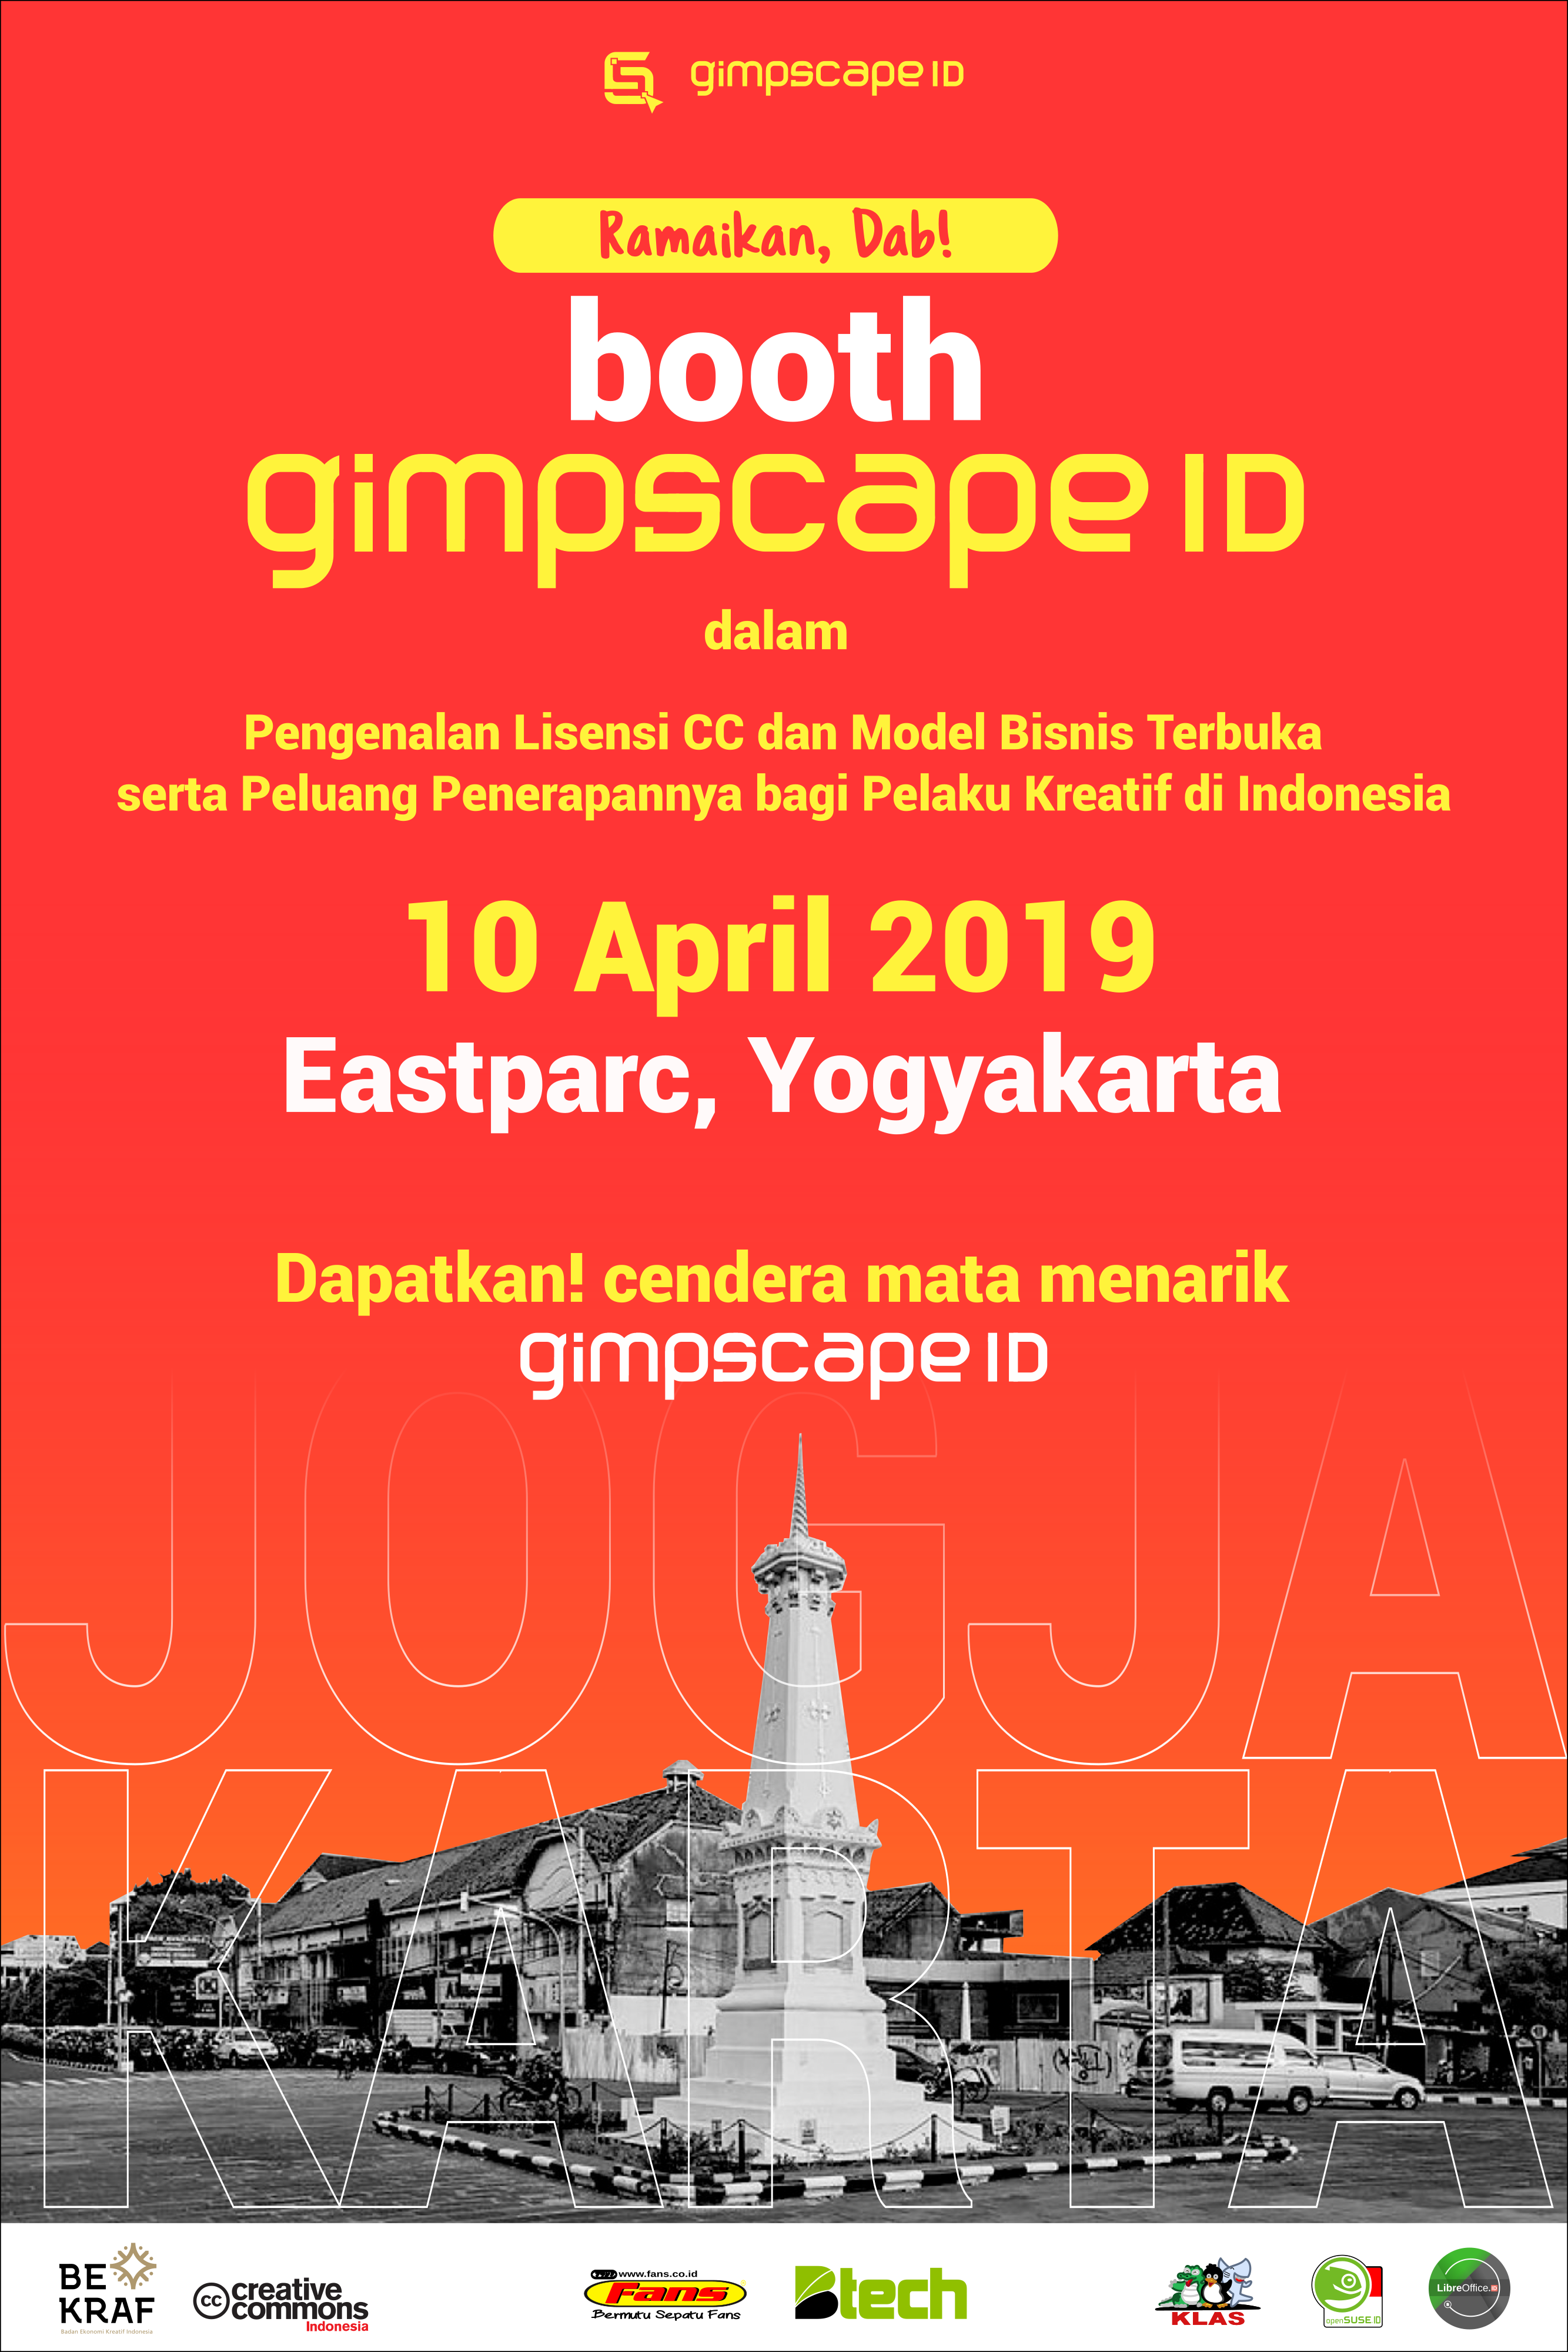 gimpscape ID
Ramaikan, Dab!
booth
gimpscape ID
dalam
Pengenalan Lisensi CC dan Model Bisnis Terbuka
serta Peluang Penerapannya bagi Pelaku Kreatif di Indonesia
10 April 2019
Eastparc, Yogyakarta
Dapatkan! cendera mata menarik
gimpscape ID
JOGJA
KARTA
BE
KRAF
Badan Ekonomi Kreatif Indonesia
cc creative
commons
Indonesia
www.fans.co.id
Fans
Bermutu Sepatu Fans
Btech
KLAS
openSUSE ID
LibreOffice.ID